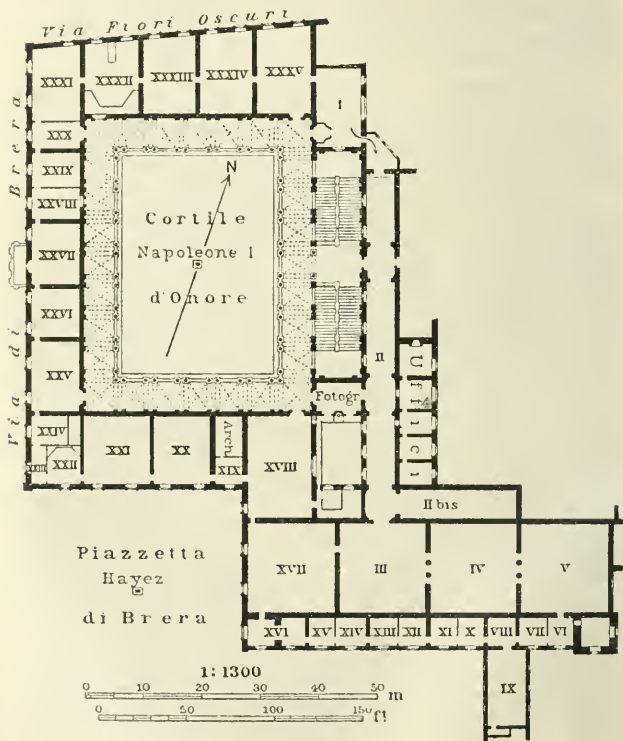 Via Fiori Oscuri
XXXI XXXII XXXIII XXXIV XXXV
I
Via di Brera
XXX
XXIX
XXVIII
XXVII
XXVI
XXV
N
Cortile
Napoleone I
d'Onore
II
Uffici
Fotogr.
XXIV
XXIII XXII XXI XX
Arch.
XIX
XVIII
II bis
Piazzetta
Hayez
di Brera
XVII III IV V
XVI XV XIV XIII XII XI X VIII VII VI
IX
1:1300
0 10 20 30 40 50 m
0 50 100 150 ft